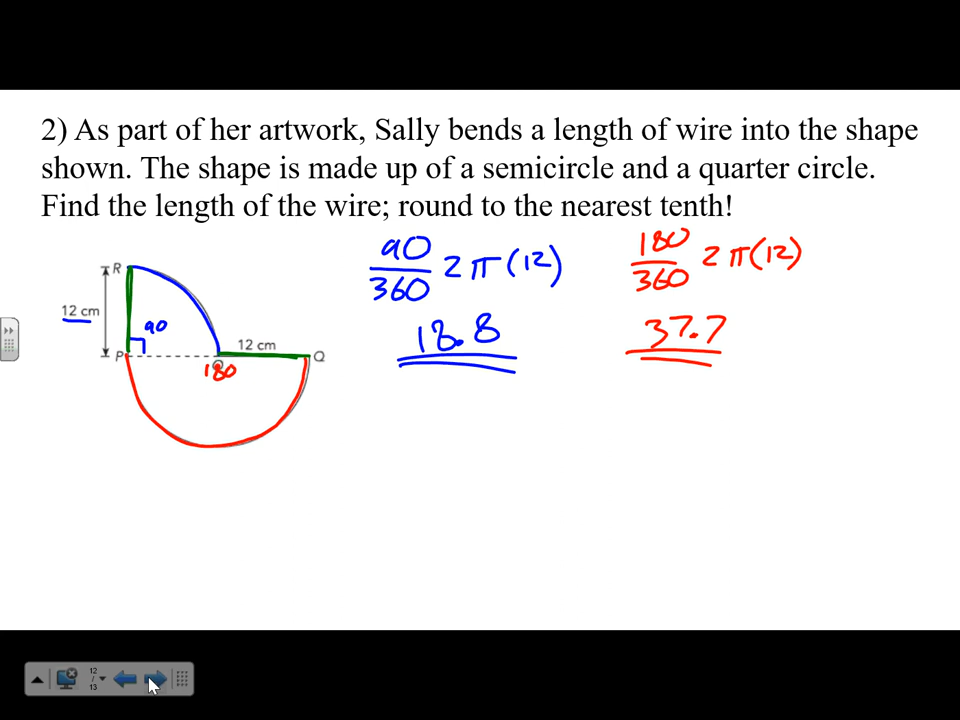 2) As part of her artwork, Sally bends a length of wire into the shape
shown. The shape is made up of a semicircle and a quarter circle.
Find the length of the wire; round to the nearest tenth!
90/360 2π(12)
180/360 2π(12)
18.8
37.7
R
12 cm
90
P
12 cm
Q
180
12
/
13